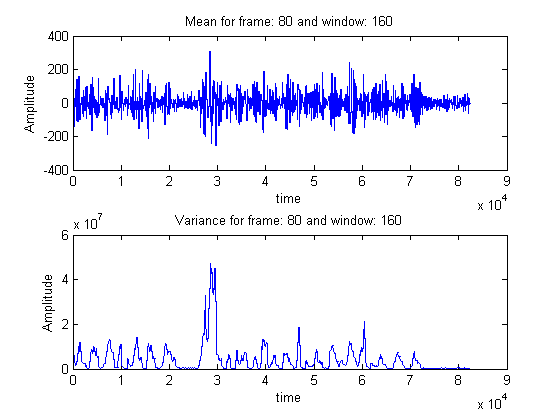 Mean for frame: 80 and window: 160
400
200
0
-200
-400
Amplitude
0 1 2 3 4 5 6 7 8 9
time
x 10^4
Variance for frame: 80 and window: 160
x 10^7
6
4
2
0
Amplitude
0 1 2 3 4 5 6 7 8 9
time
x 10^4